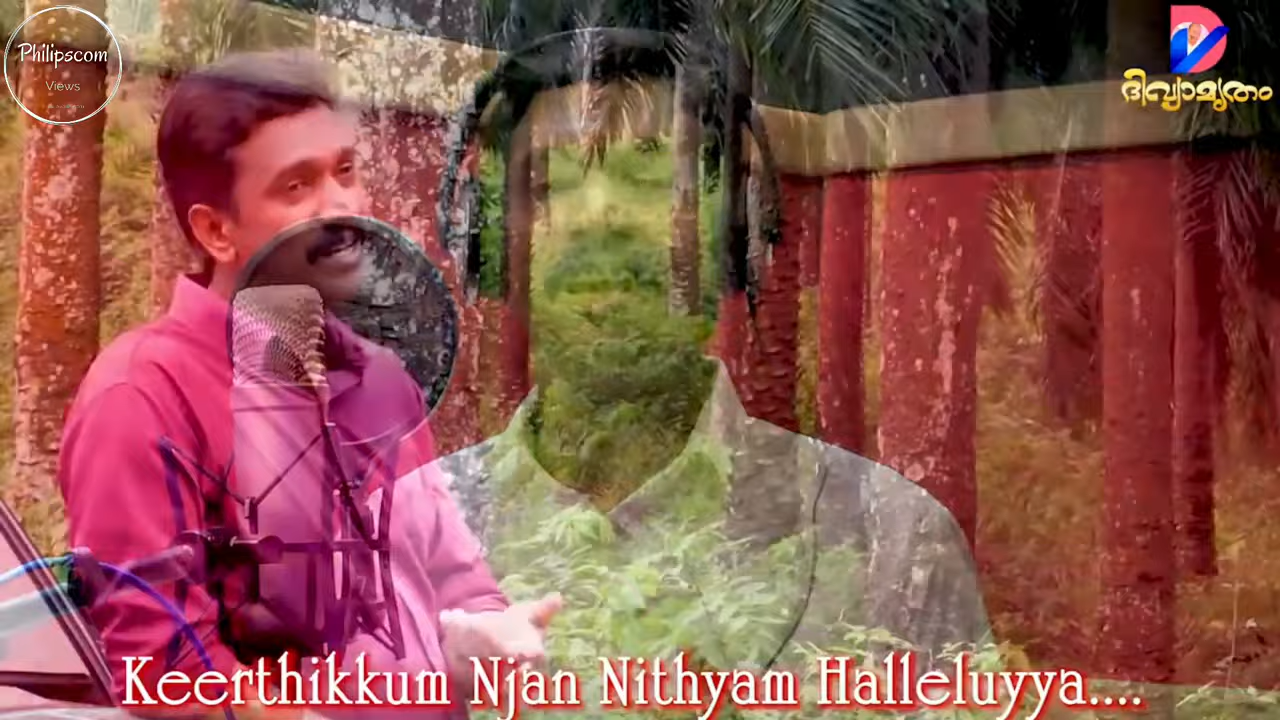 Philipscom
Views
ദിവ്യാമൃതം
Keerthikkum Njan Nithyam Halleluyya....